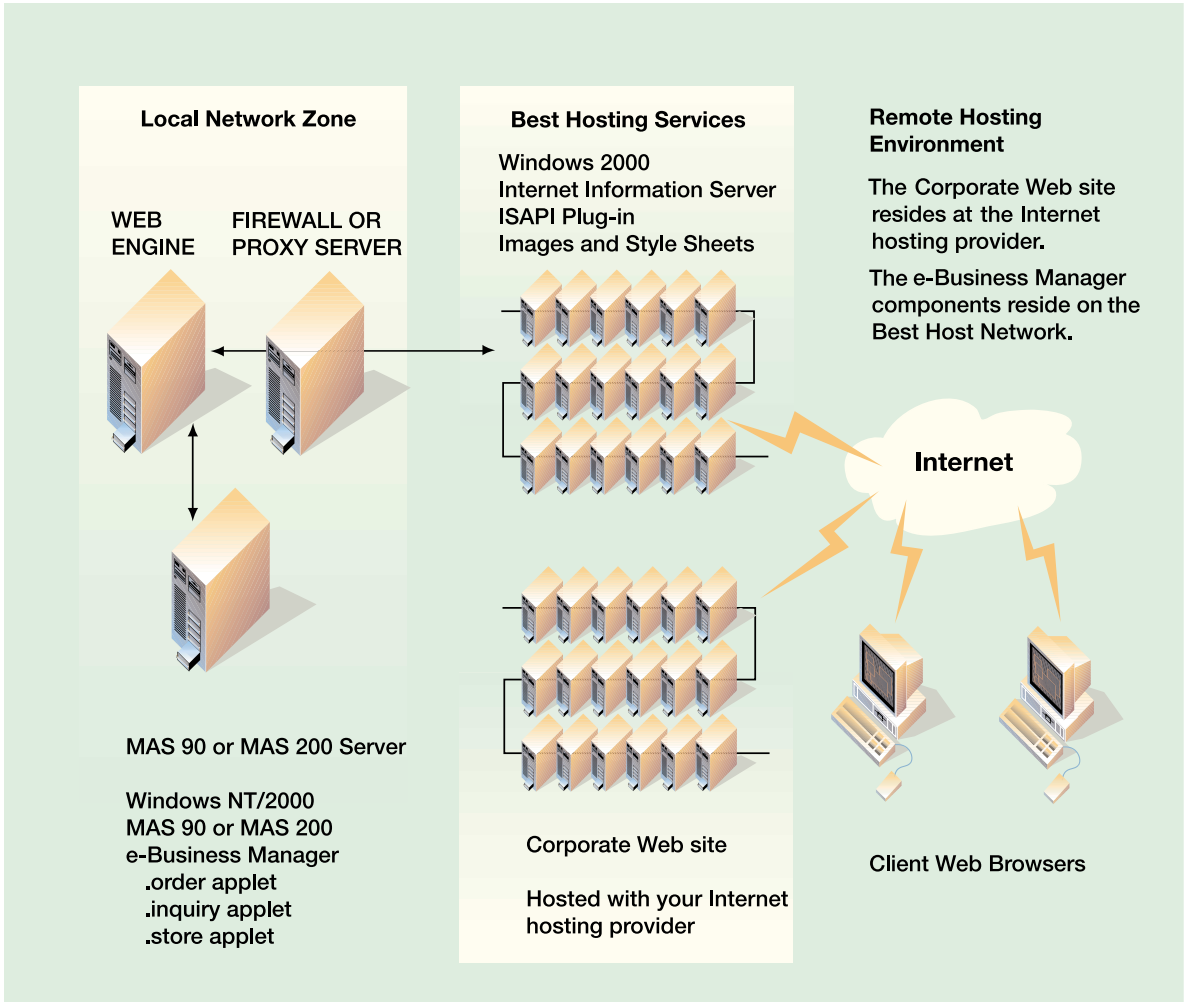 Local Network Zone
WEB
ENGINE
FIREWALL OR
PROXY SERVER
MAS 90 or MAS 200 Server
Windows NT/2000
MAS 90 or MAS 200
e-Business Manager
.order applet
.inquiry applet
.store applet
Best Hosting Services
Windows 2000
Internet Information Server
ISAPI Plug-in
Images and Style Sheets
Corporate Web site
Hosted with your Internet
hosting provider
Remote Hosting
Environment
The Corporate Web site
resides at the Internet
hosting provider.
The e-Business Manager
components reside on the
Best Host Network.
Internet
Client Web Browsers